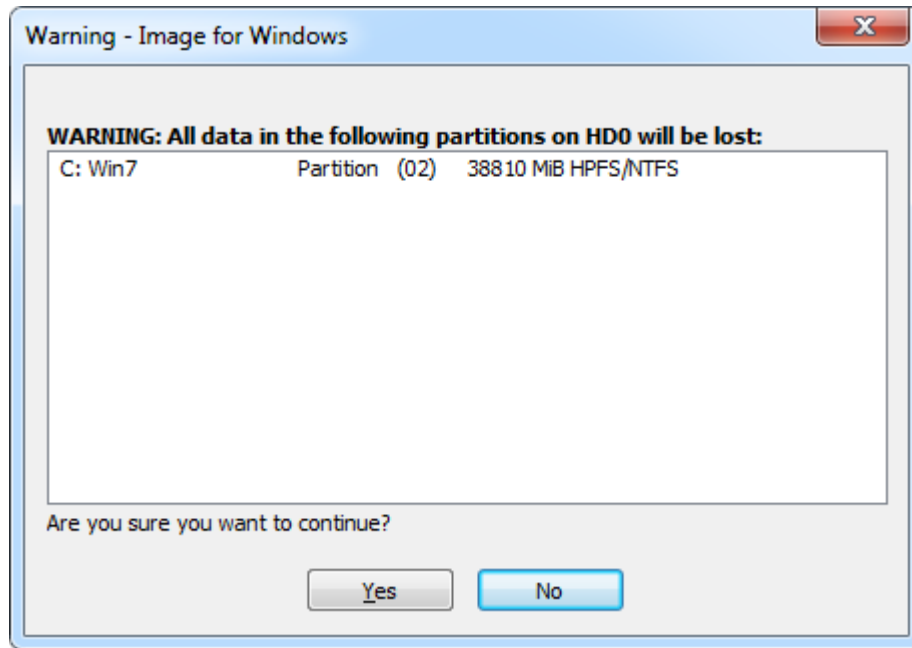 Warning - Image for Windows
WARNING: All data in the following partitions on HD0 will be lost:
C: Win7 Partition (02) 38810 MiB HPFS/NTFS
Are you sure you want to continue?
Yes No